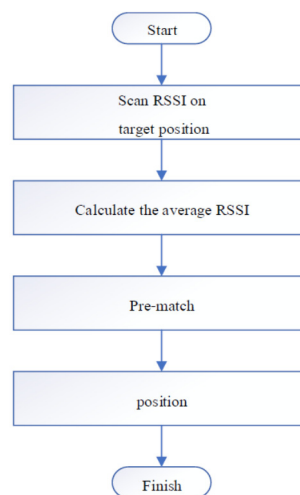 Start
Scan RSSI on
target position
Calculate the average RSSI
Pre-match
position
Finish